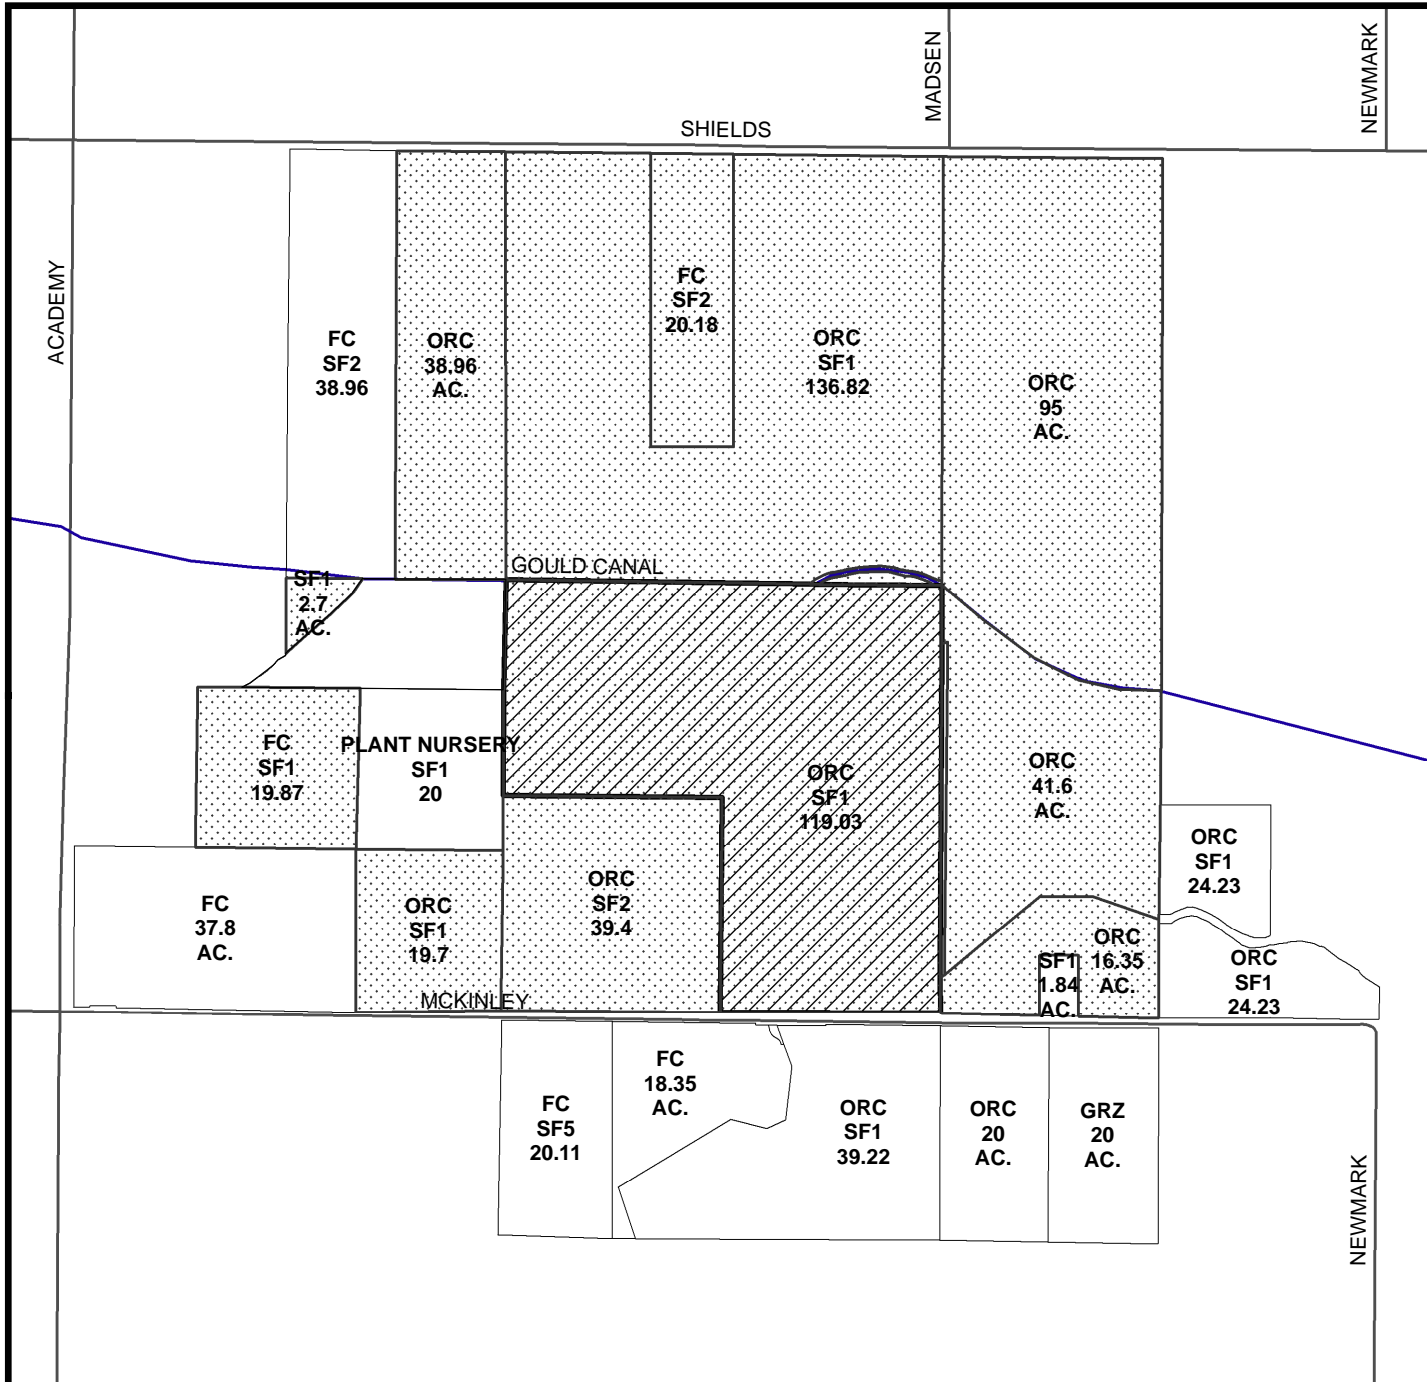 MADSEN
NEWMARK
SHIELDS
ACADEMY
FC
SF2
38.96
ORC
38.96
AC.
FC
SF2
20.18
ORC
SF1
136.82
ORC
95
AC.
GOULD CANAL
SF1
2.7
AC.
FC
SF1
19.87
PLANT NURSERY
SF1
20
ORC
SF1
119.03
ORC
41.6
AC.
ORC
SF1
24.23
FC
37.8
AC.
ORC
SF1
19.7
ORC
SF2
39.4
SF1
1.84
AC.
ORC
16.35
AC.
ORC
SF1
24.23
MCKINLEY
FC
SF5
20.11
FC
18.35
AC.
ORC
SF1
39.22
ORC
20
AC.
GRZ
20
AC.
NEWMARK